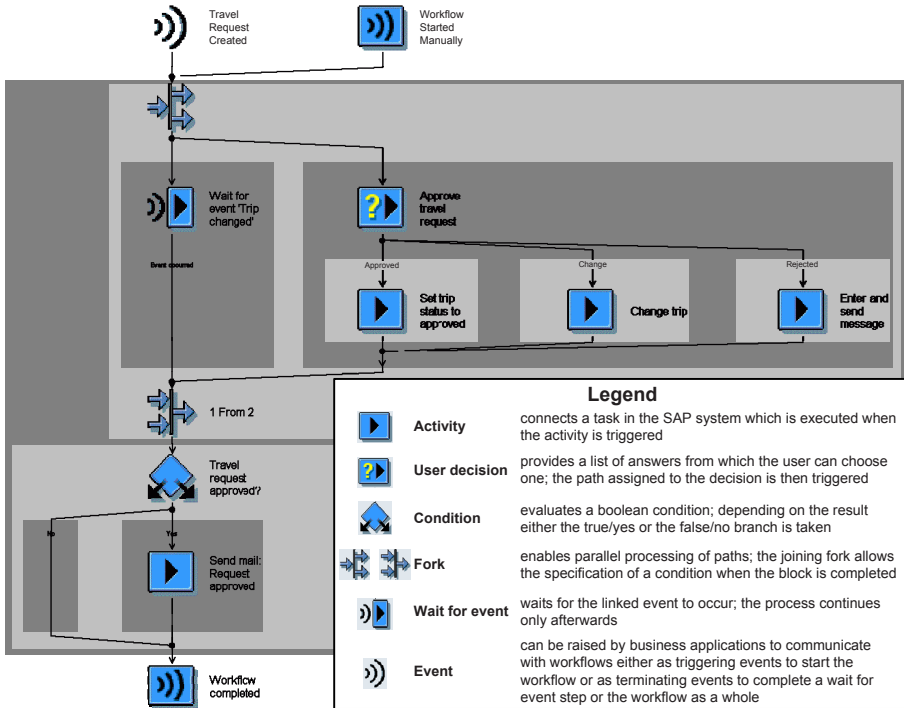 Travel
Request
Created
Workflow
Started
Manually
Wait for
event 'Trip
changed'
Approve
travel
request
Event occurred
Approved
Change
Rejected
Set trip
status to
approved
Change trip
Enter and
send
message
1 From 2
Travel
request
approved?
No
Yes
Send mail:
Request
approved
Workflow
completed
Legend
Activity
connects a task in the SAP system which is executed when
the activity is triggered
User decision
provides a list of answers from which the user can choose
one; the path assigned to the decision is then triggered
Condition
evaluates a boolean condition; depending on the result
either the true/yes or the false/no branch is taken
Fork
enables parallel processing of paths; the joining fork allows
the specification of a condition when the block is completed
Wait for event
waits for the linked event to occur; the process continues
only afterwards
Event
can be raised by business applications to communicate
with workflows either as triggering events to start the
workflow or as terminating events to complete a wait for
event step or the workflow as a whole